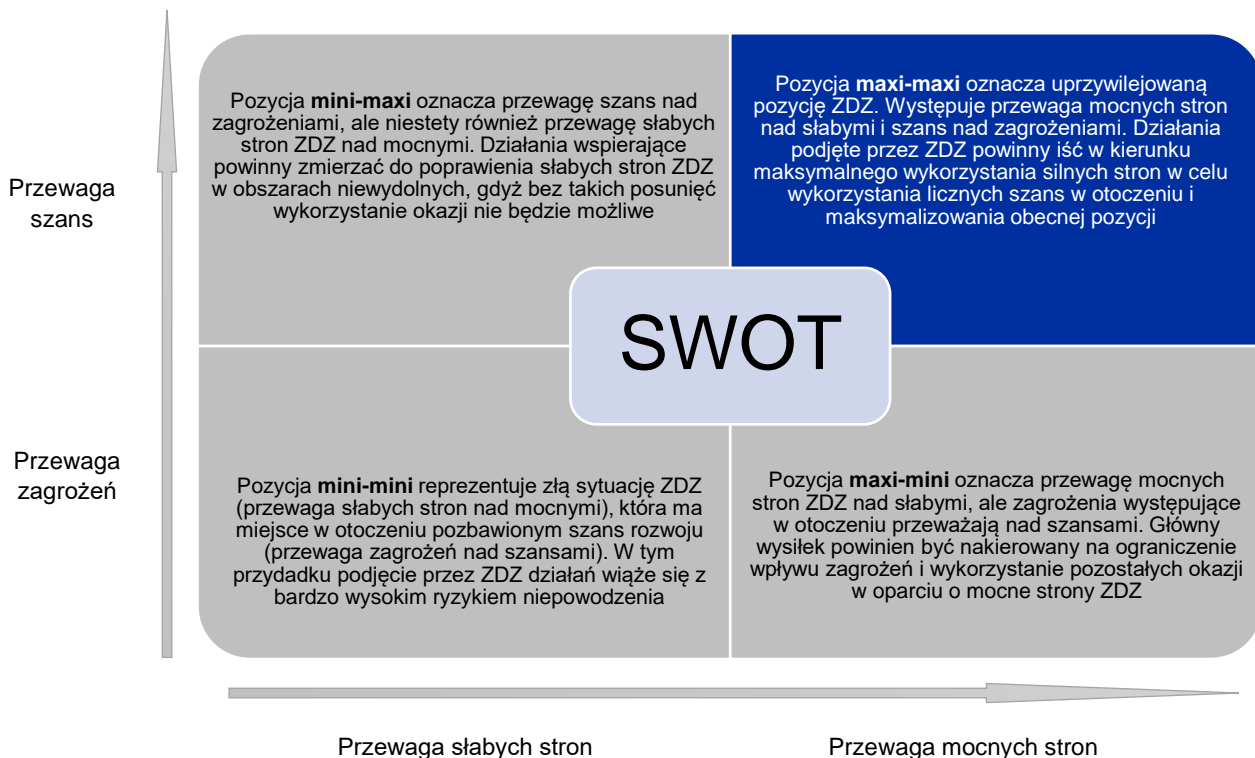 Przewaga
szans
Pozycja mini-maxi oznacza przewagę szans nad
zagrożeniami, ale niestety również przewagę słabych
stron ZDZ nad mocnymi. Działania wspierające
powinny zmierzać do poprawienia słabych stron ZDZ
w obszarach niewydolnych, gdyż bez takich posunięć
wykorzystanie okazji nie będzie możliwe
Pozycja maxi-maxi oznacza uprzywilejowaną
pozycję ZDZ. Występuje przewaga mocnych stron
nad słabymi i szans nad zagrożeniami. Działania
podjęte przez ZDZ powinny iść w kierunku
maksymalnego wykorzystania silnych stron w celu
wykorzystania licznych szans w otoczeniu i
maksymalizowania obecnej pozycji
SWOT
Przewaga
zagrożeń
Pozycja mini-mini reprezentuje złą sytuację ZDZ
(przewaga słabych stron nad mocnymi), która ma
miejsce w otoczeniu pozbawionym szans rozwoju
(przewaga zagrożeń nad szansami). W tym
przydadku podjęcie przez ZDZ działań wiąże się z
bardzo wysokim ryzykiem niepowodzenia
Pozycja maxi-mini oznacza przewagę mocnych
stron ZDZ nad słabymi, ale zagrożenia występujące
w otoczeniu przeważają nad szansami. Główny
wysiłek powinien być nakierowany na ograniczenie
wpływu zagrożeń i wykorzystanie pozostałych okazji
w oparciu o mocne strony ZDZ
Przewaga słabych stron
Przewaga mocnych stron